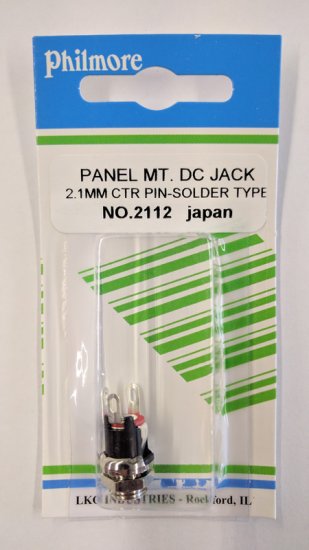 Philmore
PANEL MT. DC JACK
2.1MM CTR PIN-SOLDER TYPE
NO.2112 japan
LKG INDUSTRIES - Rockford, IL